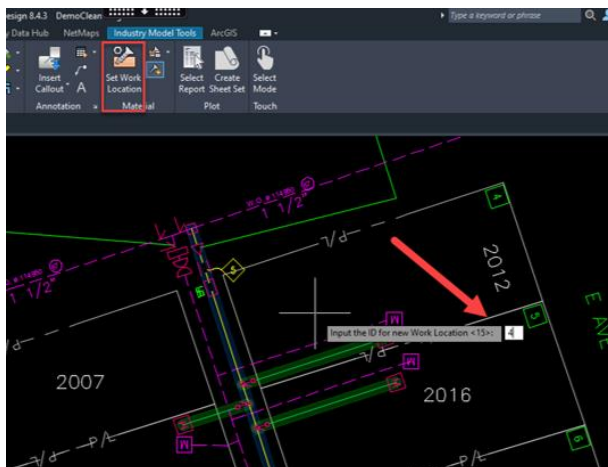 esign 8.4.3 DemoClean
Type a keyword or phrase
y Data Hub NetMaps Industry Model Tools ArcGIS
Insert Callout
A
Set Work Location
Select Report
Create Sheet Set
Select Mode
Annotation
Material
Plot
Touch
1 1/2"
P/L
4
2012
S
1 1/2"
M
Input the ID for new Work Location <15>: 4
5
E AVE
M
2007
M
M
2016
M
P/L
P/L
6